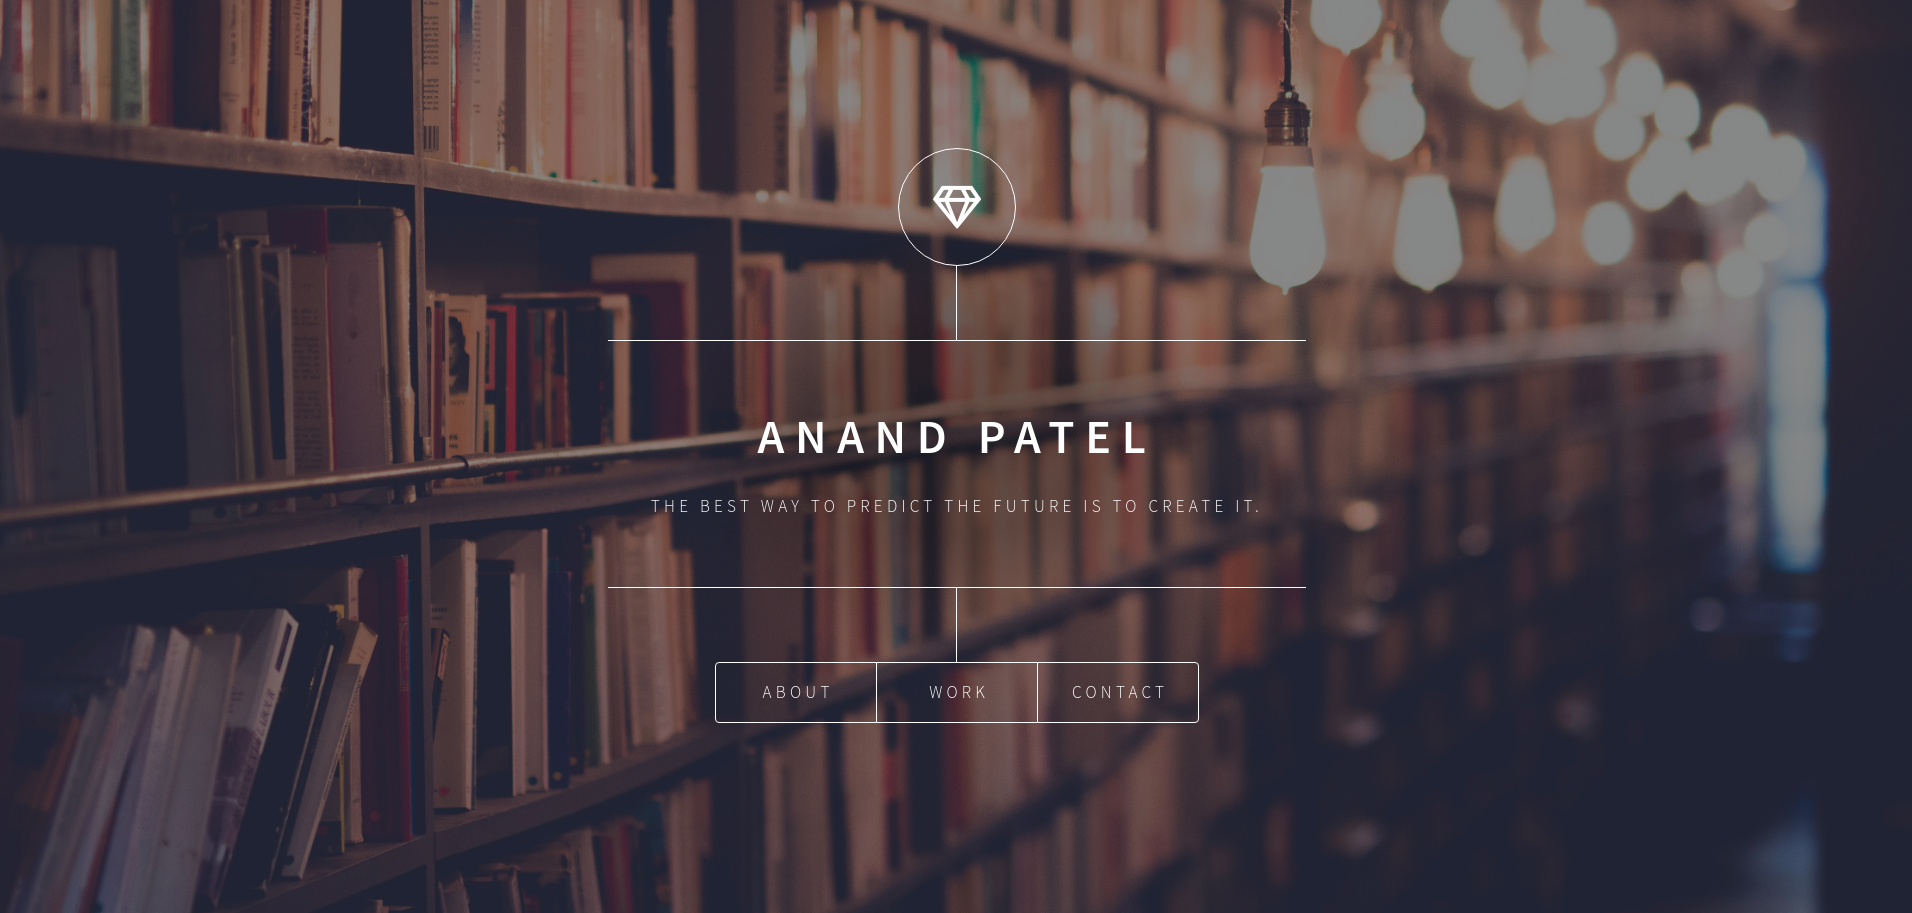 ANAND PATEL
THE BEST WAY TO PREDICT THE FUTURE IS TO CREATE IT.
ABOUT
WORK
CONTACT